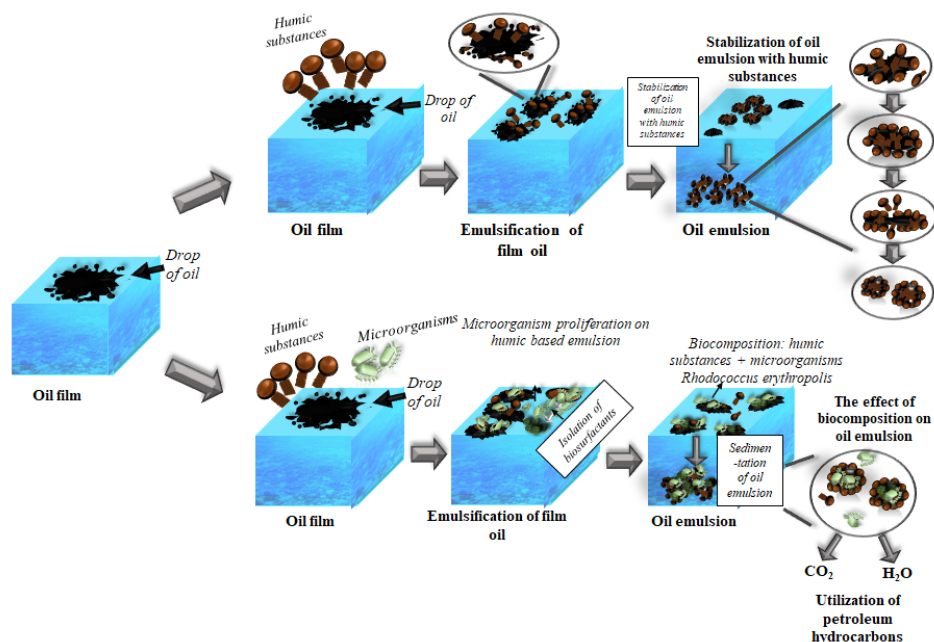 Humic
substances
Drop of
oil
Oil film
Emulsification of
film oil
Stabilization of oil
emulsion with humic
substances
Stabilization
of oil
emulsion
with humic
substances
Oil emulsion
Drop
of oil
Oil film
Humic
substances
Microorganisms
Drop
of oil
Oil film
Microorganism proliferation on
humic based emulsion
Isolation of
biosurfactants
Emulsification of film
oil
Biocomposition: humic
substances + microorganisms
Rhodococcus erythropolis
Sedimen
-tation
of oil
emulsion
Oil emulsion
The effect of
biocomposition on
oil emulsion
CO₂
H₂O
Utilization of
petroleum
hydrocarbons